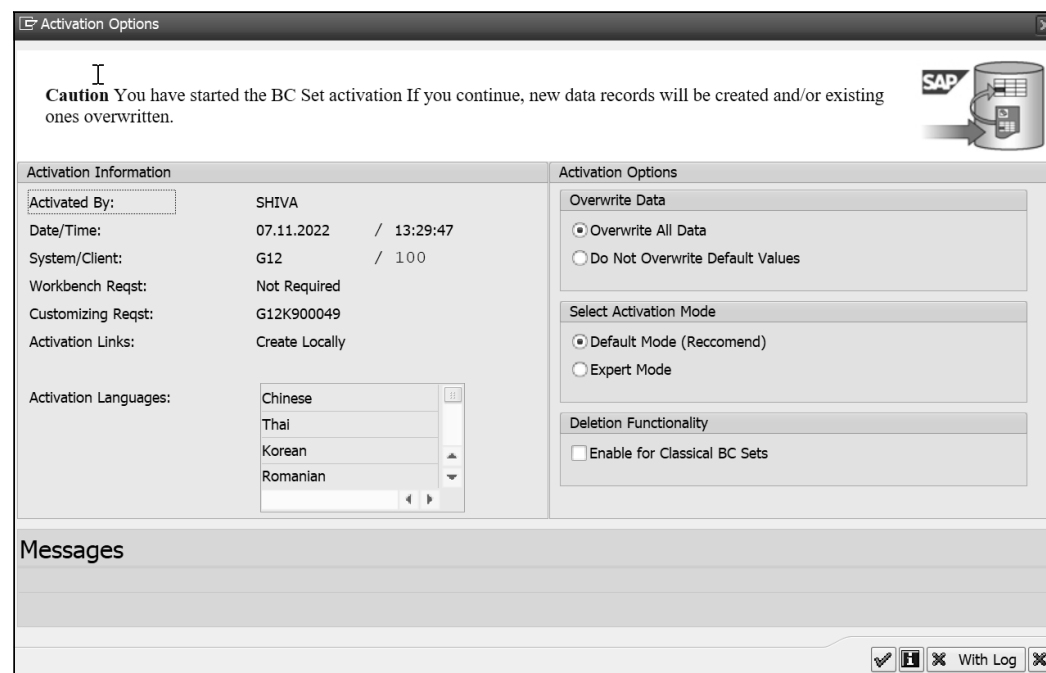 Activation Options
Caution You have started the BC Set activation If you continue, new data records will be created and/or existing
ones overwritten.
SAP
Activation Information
Activated By: SHIVA
Date/Time: 07.11.2022 / 13:29:47
System/Client: G12 / 100
Workbench Reqst: Not Required
Customizing Reqst: G12K900049
Activation Links: Create Locally
Activation Languages: Chinese
Thai
Korean
Romanian
Activation Options
Overwrite Data
Overwrite All Data
Do Not Overwrite Default Values
Select Activation Mode
Default Mode (Reccomend)
Expert Mode
Deletion Functionality
Enable for Classical BC Sets
Messages
With Log